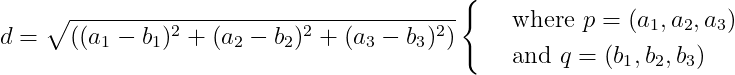 d = √((a₁ − b₁)² + (a₂ − b₂)² + (a₃ − b₃)²) { where p = (a₁, a₂, a₃)
and q = (b₁, b₂, b₃)